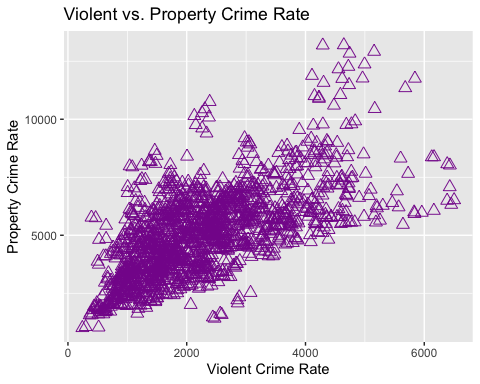 Violent vs. Property Crime Rate
10000
5000
Property Crime Rate
0 2000 4000 6000
Violent Crime Rate